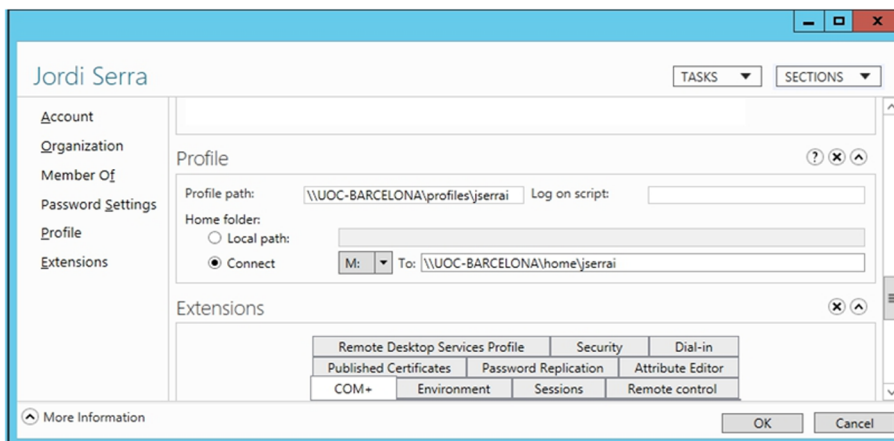 Jordi Serra
TASKS
SECTIONS
Account
Organization
Member Of
Password Settings
Profile
Extensions
Profile
Profile path: \\UOC-BARCELONA\profiles\jserrai Log on script:
Home folder:
Local path:
Connect M: To: \\UOC-BARCELONA\home\jserrai
Extensions
Remote Desktop Services Profile Security Dial-in
Published Certificates Password Replication Attribute Editor
COM+ Environment Sessions Remote control
More Information
OK Cancel